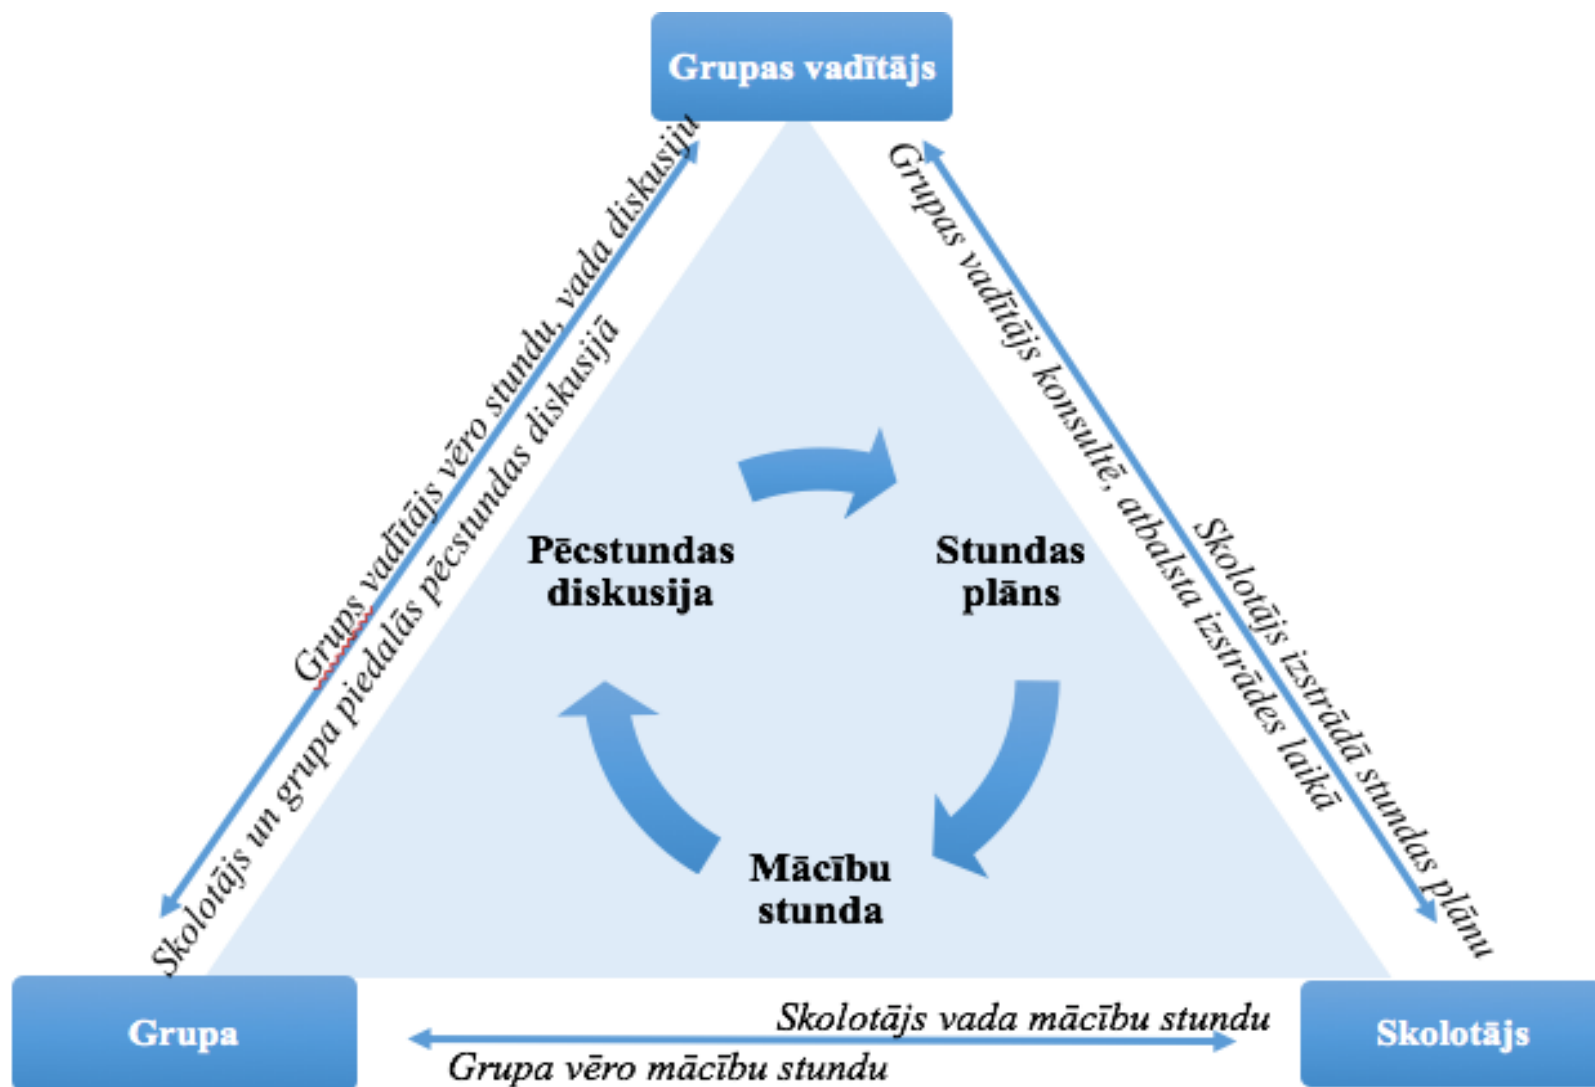 Grupas vadītājs
Grups vadītājs vēro stundu, vada diskusiju
Skolotājs un grupa piedalās pēcstundas diskusijā
Grupas vadītājs konsultē, atbalsta izstrādes laikā
Skolotājs izstrādā stundas plānu
Pēcstundas
diskusija
Stundas
plāns
Mācību
stunda
Grupa
Skolotājs vada mācību stundu
Grupa vēro mācību stundu
Skolotājs